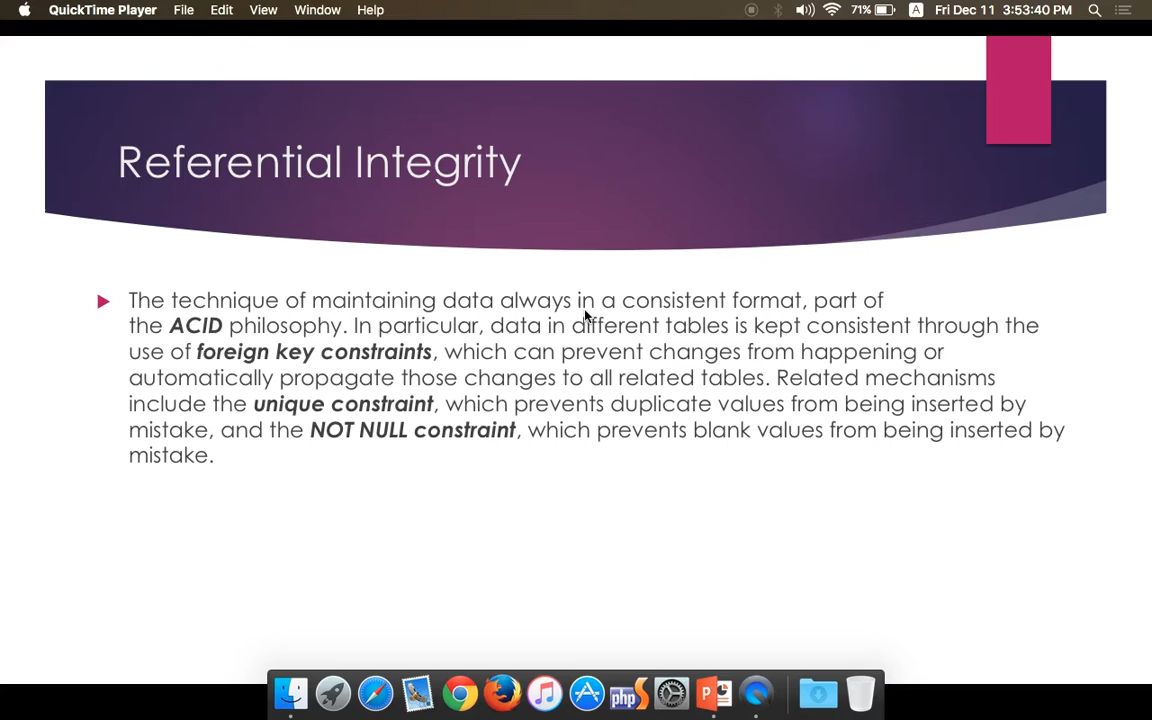 QuickTime Player File Edit View Window Help 71% A Fri Dec 11 3:53:40 PM
Referential Integrity
The technique of maintaining data always in a consistent format, part of
the ACID philosophy. In particular, data in different tables is kept consistent through the
use of foreign key constraints, which can prevent changes from happening or
automatically propagate those changes to all related tables. Related mechanisms
include the unique constraint, which prevents duplicate values from being inserted by
mistake, and the NOT NULL constraint, which prevents blank values from being inserted by
mistake.
php P